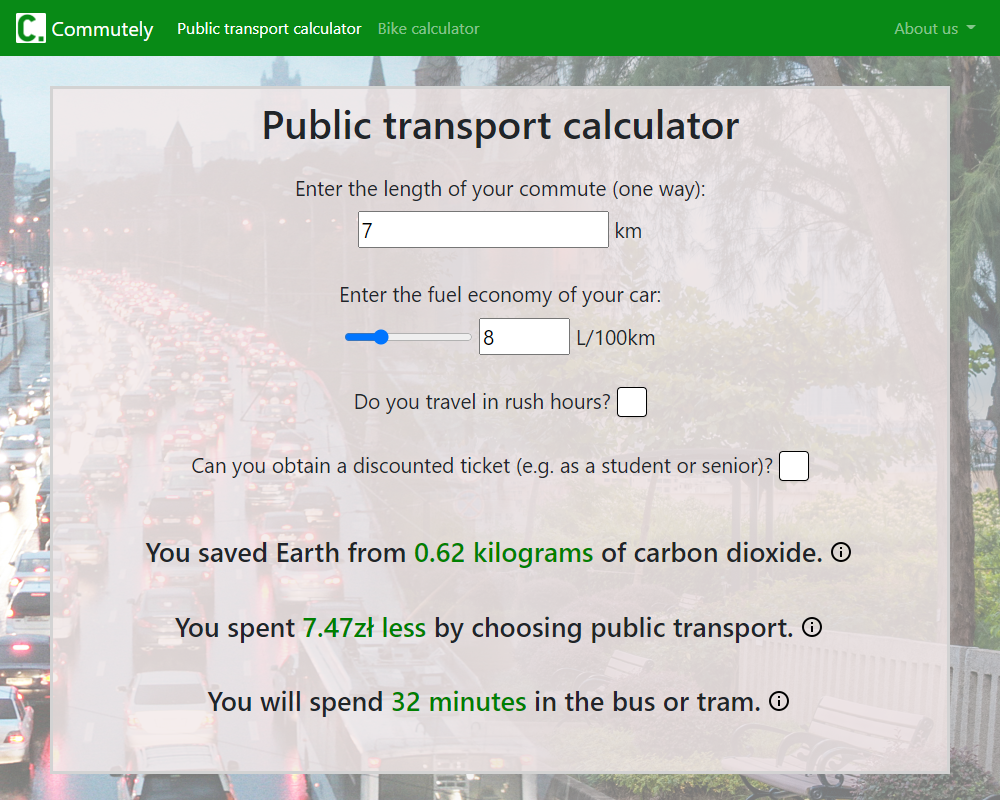 C. Commutely Public transport calculator Bike calculator About us
Public transport calculator
Enter the length of your commute (one way):
7 km
Enter the fuel economy of your car:
8 L/100km
Do you travel in rush hours?
Can you obtain a discounted ticket (e.g. as a student or senior)?
You saved Earth from 0.62 kilograms of carbon dioxide.
You spent 7.47zł less by choosing public transport.
You will spend 32 minutes in the bus or tram.